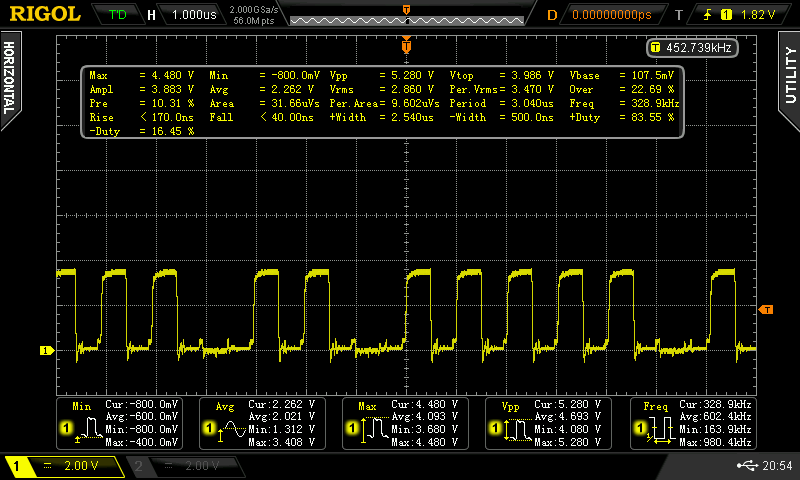 RIGOL T'D H 1.000us 2.000GSa/s 56.0M pts D 0.00000000ps T 1 1.82 V
HORIZONTAL
UTILITY
T
T 452.739kHz
Max = 4.480 V Min = -800.0mV Vpp = 5.280 V Vtop = 3.986 V Vbase = 107.5mV
Ampl = 3.883 V Avg = 2.262 V Vrms = 2.860 V Per.Vrms= 3.470 V Over = 22.69 %
Pre = 10.31 % Area = 31.66uVs Per.Area= 9.602uVs Period = 3.040us Freq = 328.9kHz
Rise < 170.0ns Fall < 40.00ns +Width = 2.540us -Width = 500.0ns +Duty = 83.55 %
-Duty = 16.45 %
T
1
Min Cur:-800.0mV
Avg:-600.0mV
1 Min:-800.0mV
Max:-400.0mV
Avg Cur:2.262 V
Avg:2.021 V
1 Min:1.312 V
Max:3.408 V
Max Cur:4.480 V
Avg:4.093 V
1 Min:3.680 V
Max:4.480 V
Vpp Cur:5.280 V
Avg:4.693 V
1 Min:4.080 V
Max:5.280 V
Freq Cur:328.9kHz
Avg:602.4kHz
1 Min:163.9kHz
Max:980.4kHz
1 2.00 V 2 2.00 V 20:54